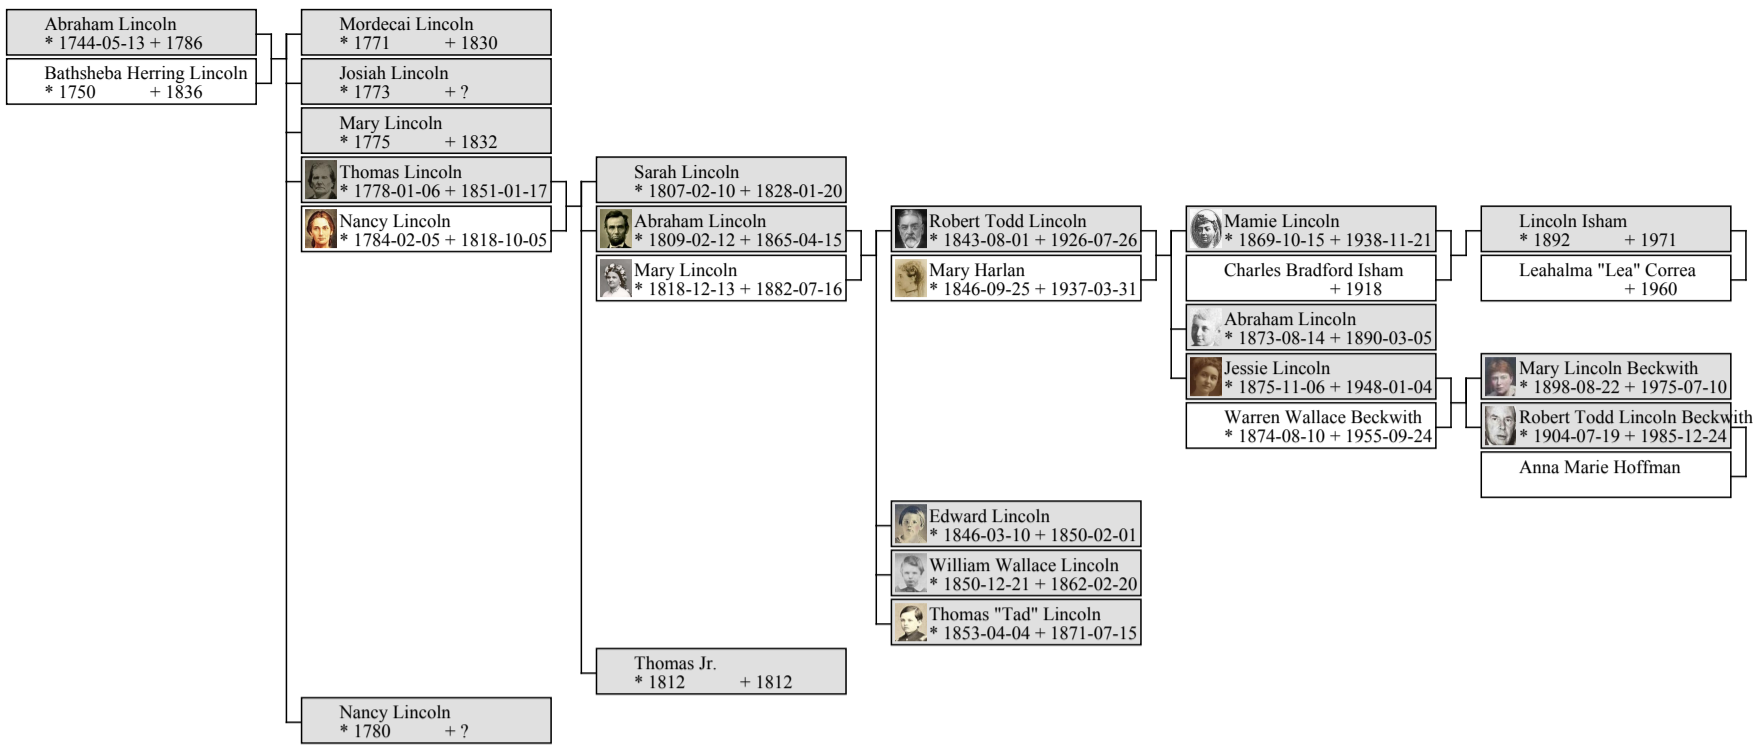 Abraham Lincoln
* 1744-05-13 + 1786
Bathsheba Herring Lincoln
* 1750 + 1836
Mordecai Lincoln
* 1771 + 1830
Josiah Lincoln
* 1773 + ?
Mary Lincoln
* 1775 + 1832
Thomas Lincoln
* 1778-01-06 + 1851-01-17
Nancy Lincoln
* 1784-02-05 + 1818-10-05
Sarah Lincoln
* 1807-02-10 + 1828-01-20
Abraham Lincoln
* 1809-02-12 + 1865-04-15
Mary Lincoln
* 1818-12-13 + 1882-07-16
Robert Todd Lincoln
* 1843-08-01 + 1926-07-26
Mary Harlan
* 1846-09-25 + 1937-03-31
Mamie Lincoln
* 1869-10-15 + 1938-11-21
Charles Bradford Isham
+ 1918
Lincoln Isham
* 1892 + 1971
Leahalma "Lea" Correa
+ 1960
Abraham Lincoln
* 1873-08-14 + 1890-03-05
Jessie Lincoln
* 1875-11-06 + 1948-01-04
Warren Wallace Beckwith
* 1874-08-10 + 1955-09-24
Mary Lincoln Beckwith
* 1898-08-22 + 1975-07-10
Robert Todd Lincoln Beckwith
* 1904-07-19 + 1985-12-24
Anna Marie Hoffman
Edward Lincoln
* 1846-03-10 + 1850-02-01
William Wallace Lincoln
* 1850-12-21 + 1862-02-20
Thomas "Tad" Lincoln
* 1853-04-04 + 1871-07-15
Thomas Jr.
* 1812 + 1812
Nancy Lincoln
* 1780 + ?